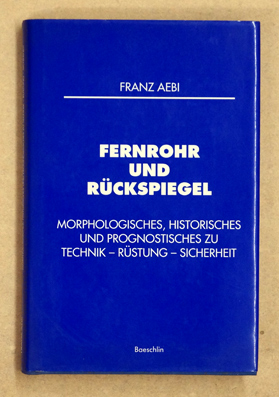 FRANZ AEBI
FERNROHR
UND
RÜCKSPIEGEL
MORPHOLOGISCHES, HISTORISCHES
UND PROGNOSTISCHES ZU
TECHNIK – RÜSTUNG – SICHERHEIT
Baeschlin